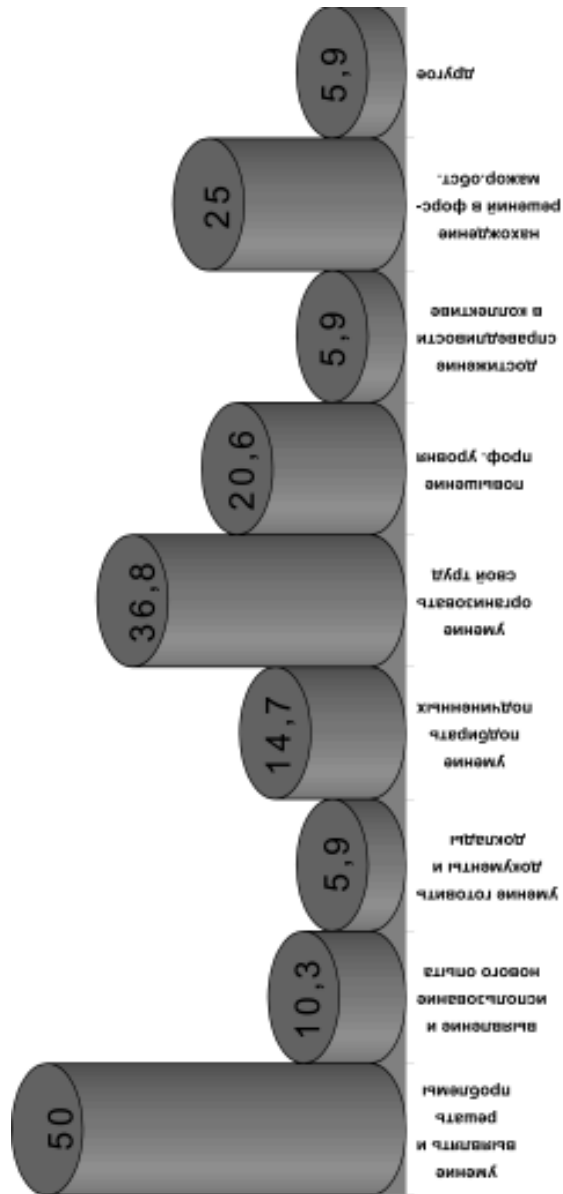 5,9
25
5,9
20,6
36,8
14,7
5,9
10,3
50
другое
нахождение
решений в форс-
мажор.обст.
достижение
справедливости
в коллективе
повышение
проф. уровня
умение
организовать
свой труд
умение
подбирать
подчиненных
умение готовить
документы и
доклады
выявление и
использование
нового опыта
умение
выявлять и
решать
проблемы